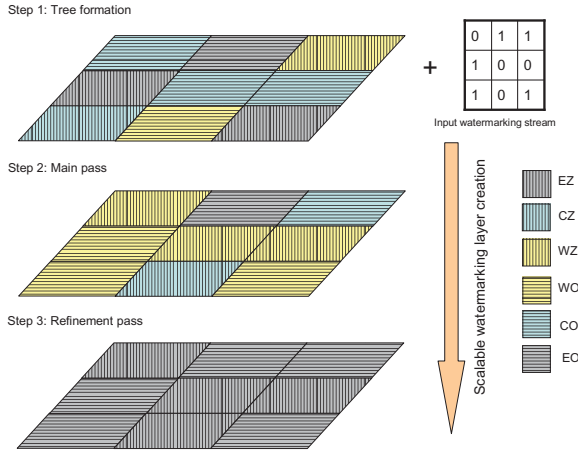 Step 1: Tree formation
+
0 1 1
1 0 0
1 0 1
Input watermarking stream
Step 2: Main pass
Scalable watermarking layer creation
EZ
CZ
WZ
WO
CO
EO
Step 3: Refinement pass